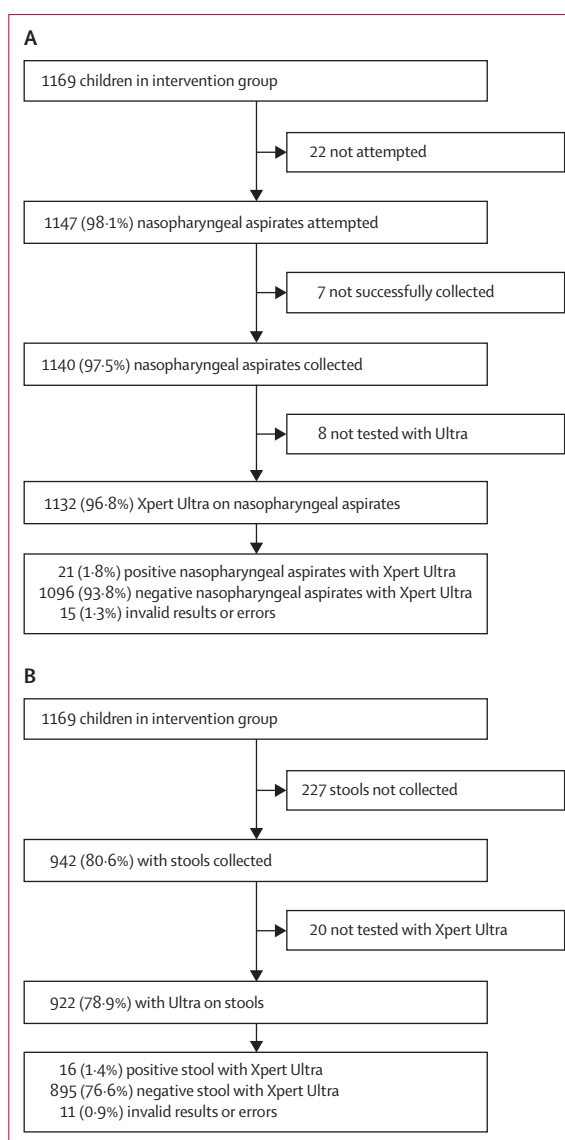 A
1169 children in intervention group
22 not attempted
1147 (98·1%) nasopharyngeal aspirates attempted
7 not successfully collected
1140 (97·5%) nasopharyngeal aspirates collected
8 not tested with Ultra
1132 (96·8%) Xpert Ultra on nasopharyngeal aspirates
21 (1·8%) positive nasopharyngeal aspirates with Xpert Ultra
1096 (93·8%) negative nasopharyngeal aspirates with Xpert Ultra
15 (1·3%) invalid results or errors
B
1169 children in intervention group
227 stools not collected
942 (80·6%) with stools collected
20 not tested with Xpert Ultra
922 (78·9%) with Ultra on stools
16 (1·4%) positive stool with Xpert Ultra
895 (76·6%) negative stool with Xpert Ultra
11 (0·9%) invalid results or errors